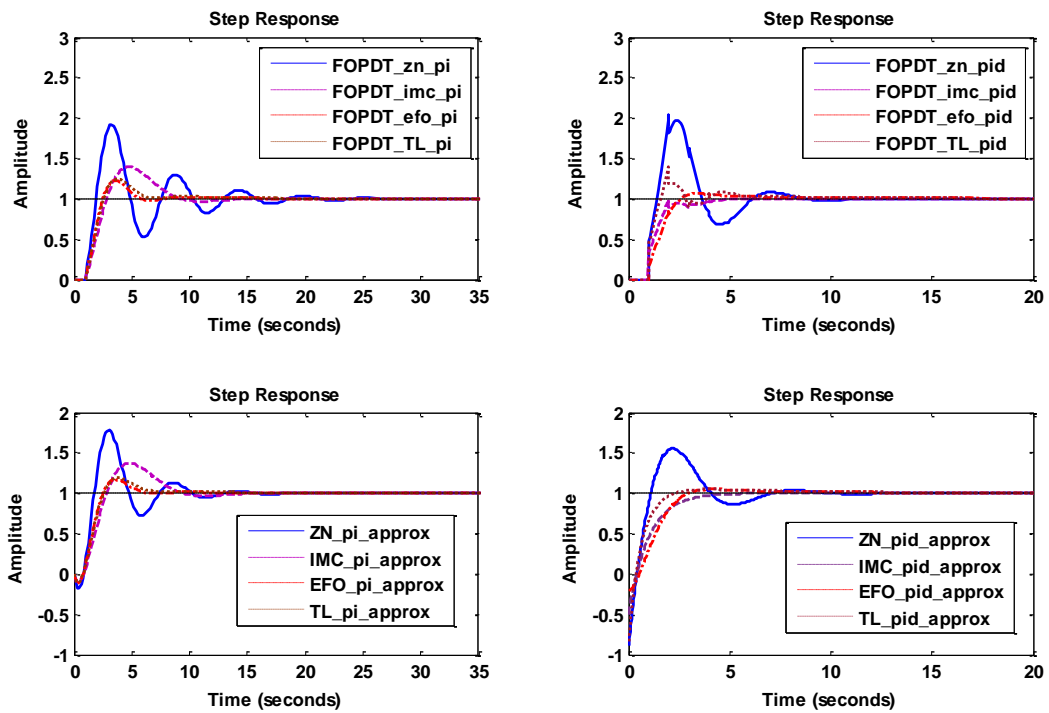 Step Response
Amplitude
3
2.5
2
1.5
1
0.5
0
FOPDT_zn_pi
FOPDT_imc_pi
FOPDT_efo_pi
FOPDT_TL_pi
0 5 10 15 20 25 30 35
Time (seconds)
Step Response
Amplitude
3
2.5
2
1.5
1
0.5
0
FOPDT_zn_pid
FOPDT_imc_pid
FOPDT_efo_pid
FOPDT_TL_pid
0 5 10 15 20
Time (seconds)
Step Response
Amplitude
2
1.5
1
0.5
0
-0.5
-1
ZN_pi_approx
IMC_pi_approx
EFO_pi_approx
TL_pi_approx
0 5 10 15 20 25 30 35
Time (seconds)
Step Response
Amplitude
2
1.5
1
0.5
0
-0.5
-1
ZN_pid_approx
IMC_pid_approx
EFO_pid_approx
TL_pid_approx
0 5 10 15 20
Time (seconds)